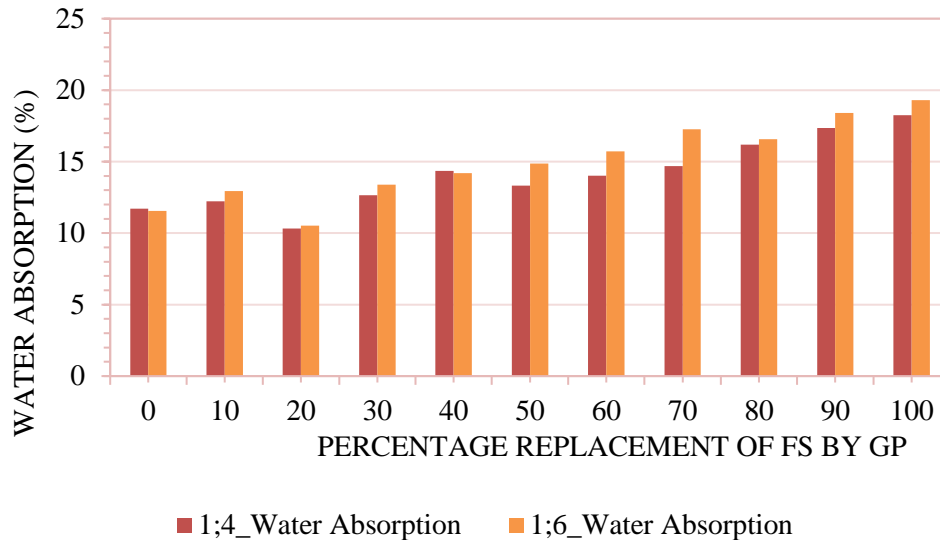 25
20
15
10
5
0
WATER ABSORPTION (%)
0 10 20 30 40 50 60 70 80 90 100
PERCENTAGE REPLACEMENT OF FS BY GP
1;4_Water Absorption 1;6_Water Absorption